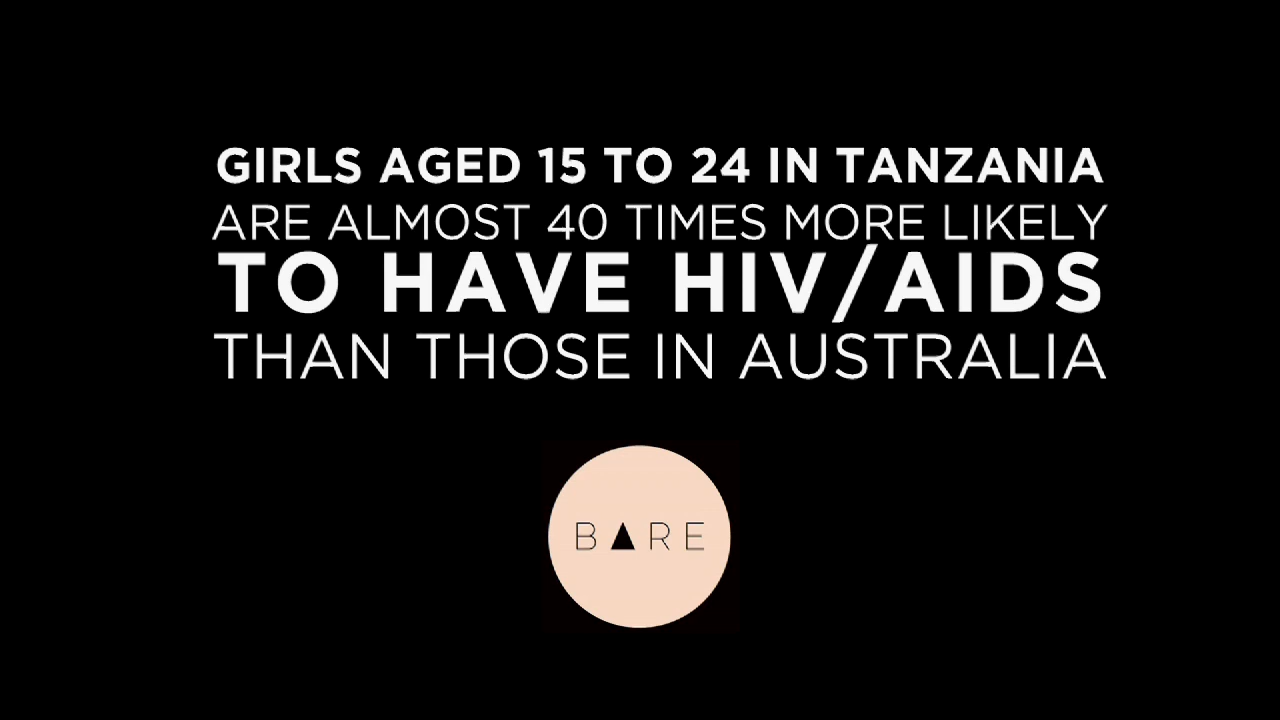 GIRLS AGED 15 TO 24 IN TANZANIA
ARE ALMOST 40 TIMES MORE LIKELY
TO HAVE HIV/AIDS
THAN THOSE IN AUSTRALIA
B▲RE